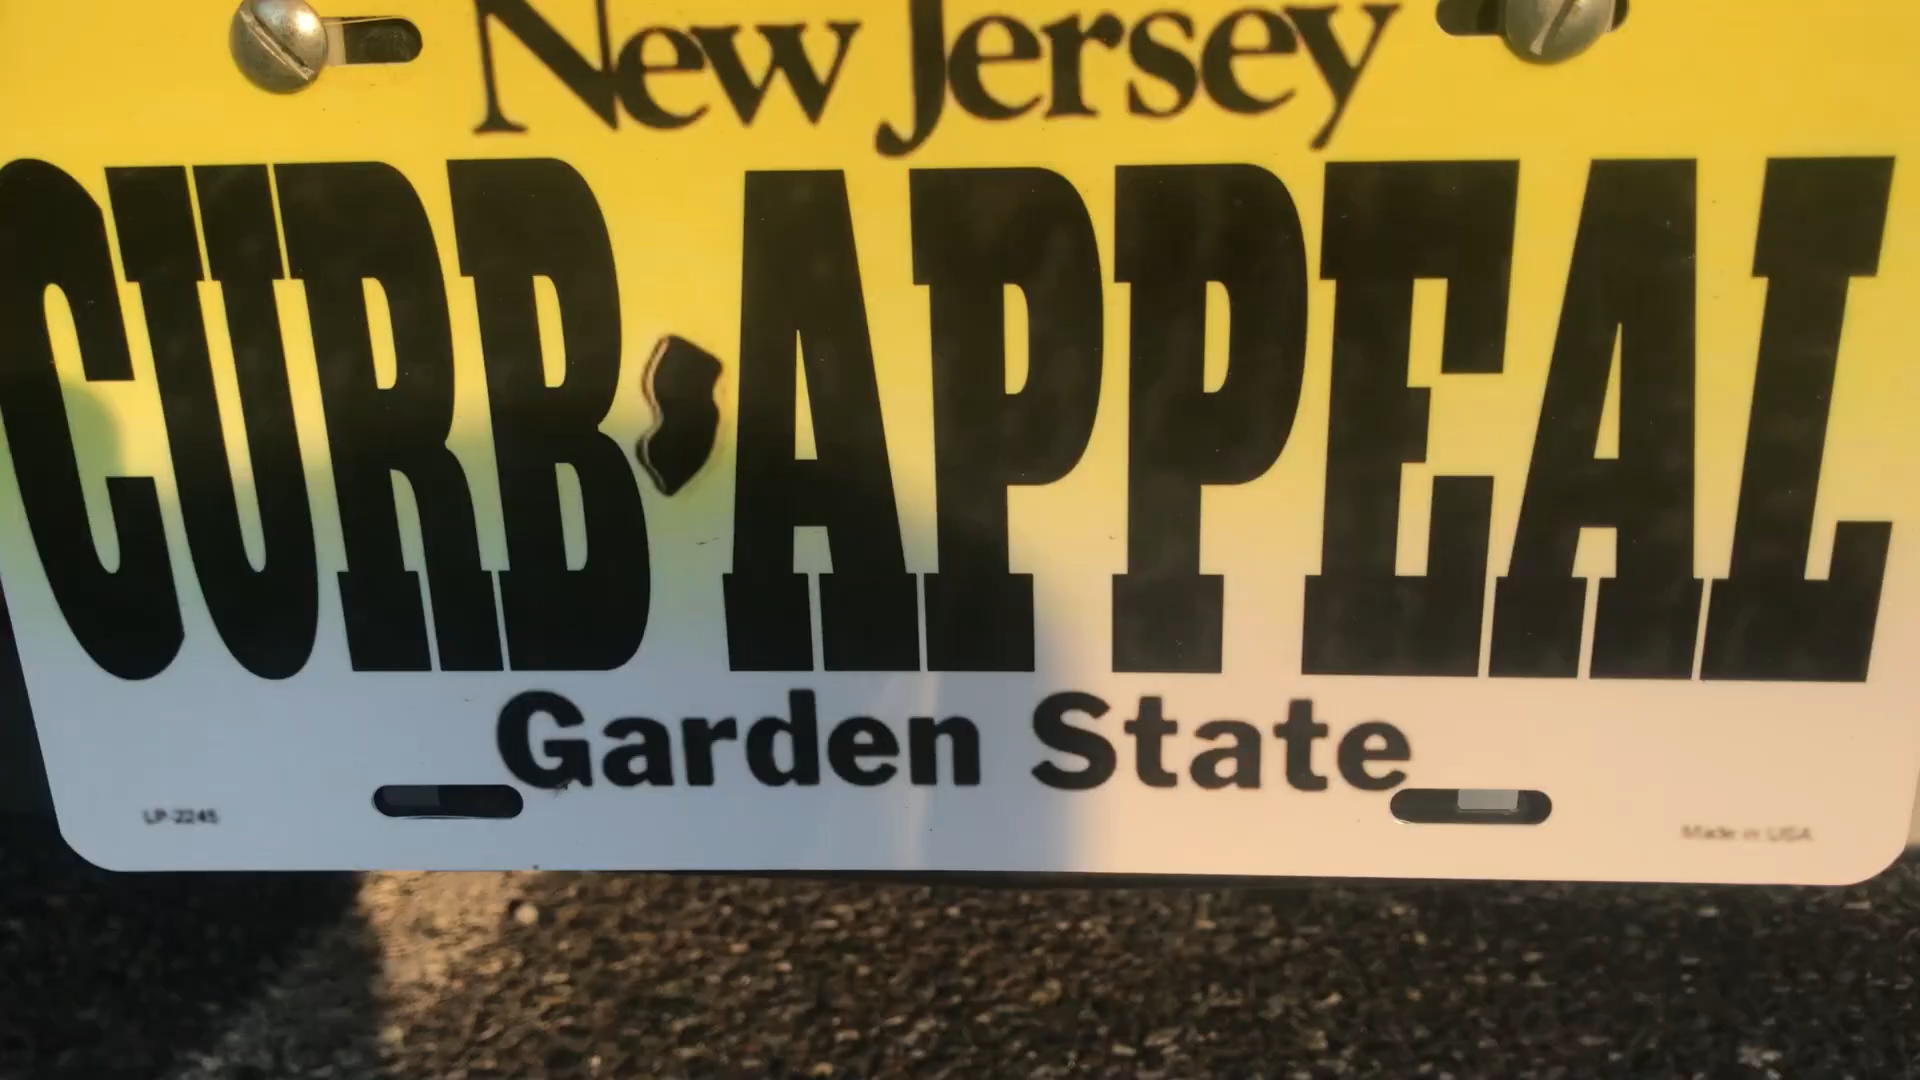 New Jersey
CURB APPEAL
Garden State
LP-2245
Made in USA